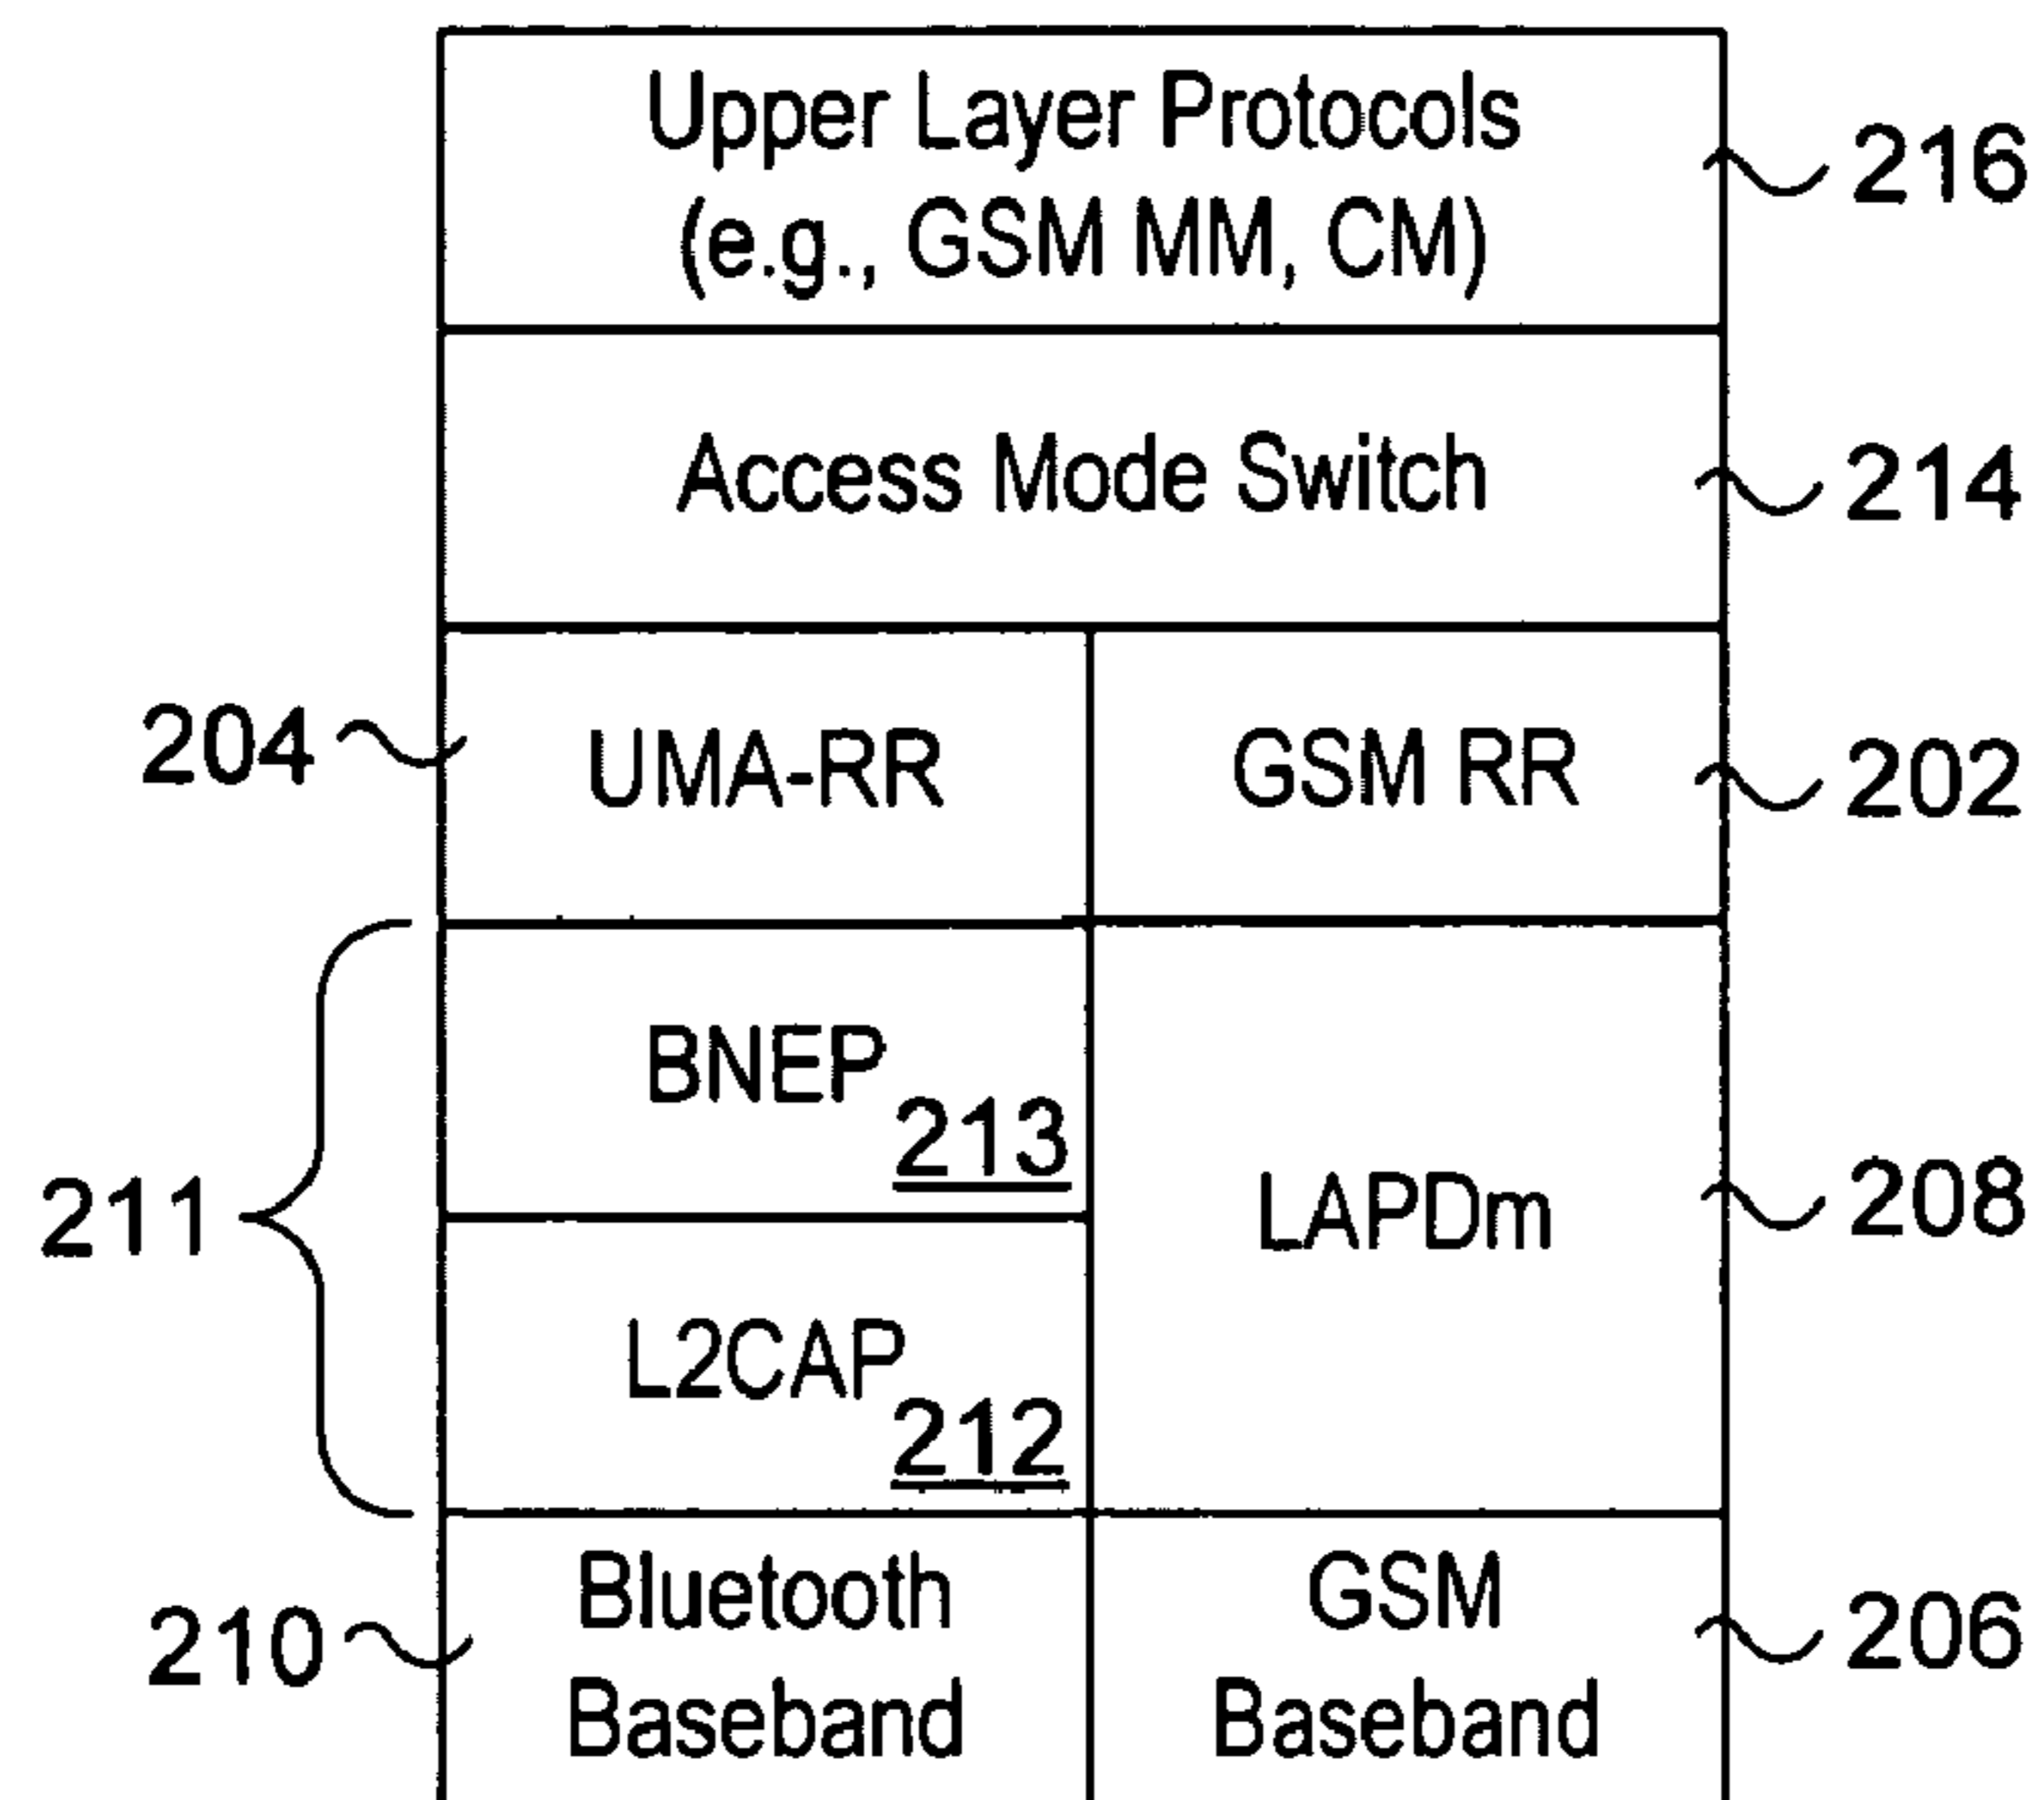 Upper Layer Protocols
(e.g., GSM MM, CM)
216
Access Mode Switch
214
204
UMA-RR
GSM RR
202
BNEP
213
211
LAPDm
208
L2CAP
212
210
Bluetooth
Baseband
GSM
Baseband
206